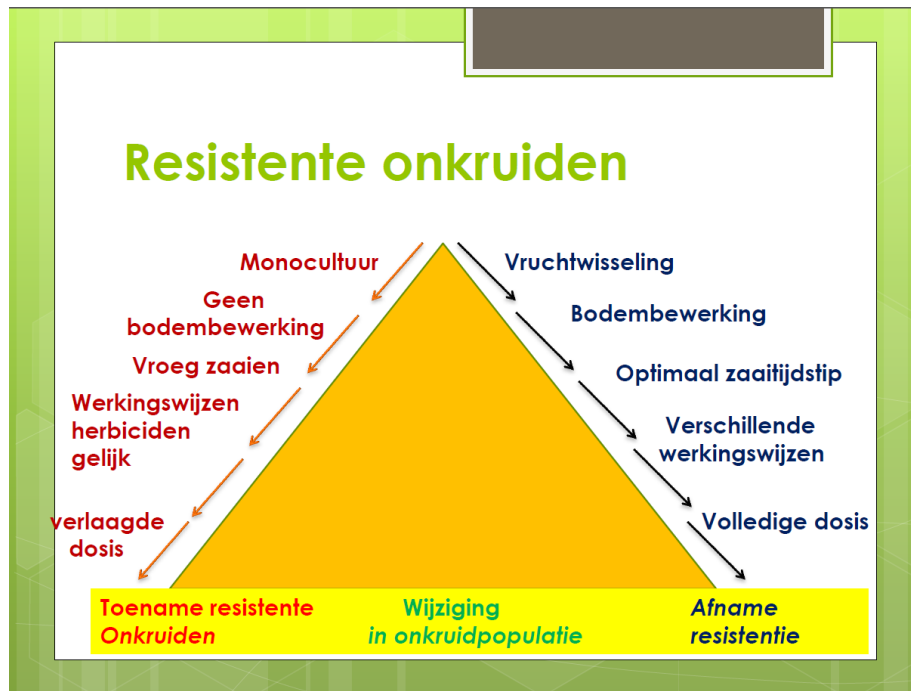 Resistente onkruiden
Monocultuur
Geen
bodembewerking
Vroeg zaaien
Werkingswijzen
herbiciden
gelijk
verlaagde
dosis
Vruchtwisseling
Bodembewerking
Optimaal zaaitijdstip
Verschillende
werkingswijzen
Volledige dosis
Toename resistente
Onkruiden
Wijziging
in onkruidpopulatie
Afname
resistentie